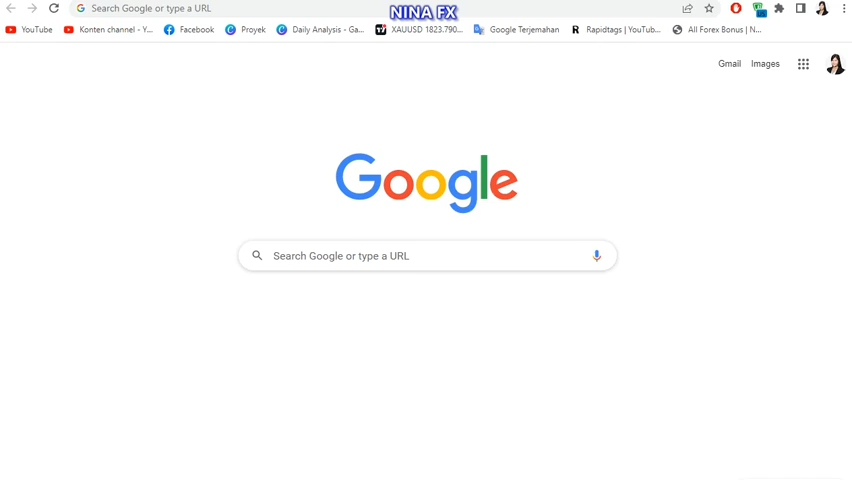 Search Google or type a URL
NINA FX
YouTube Konten channel - Y... Facebook Proyek Daily Analysis - Ga... XAUUSD 1823.790... Google Terjemahan Rapidtags | YouTub... All Forex Bonus | N...
Gmail Images
Google
Search Google or type a URL